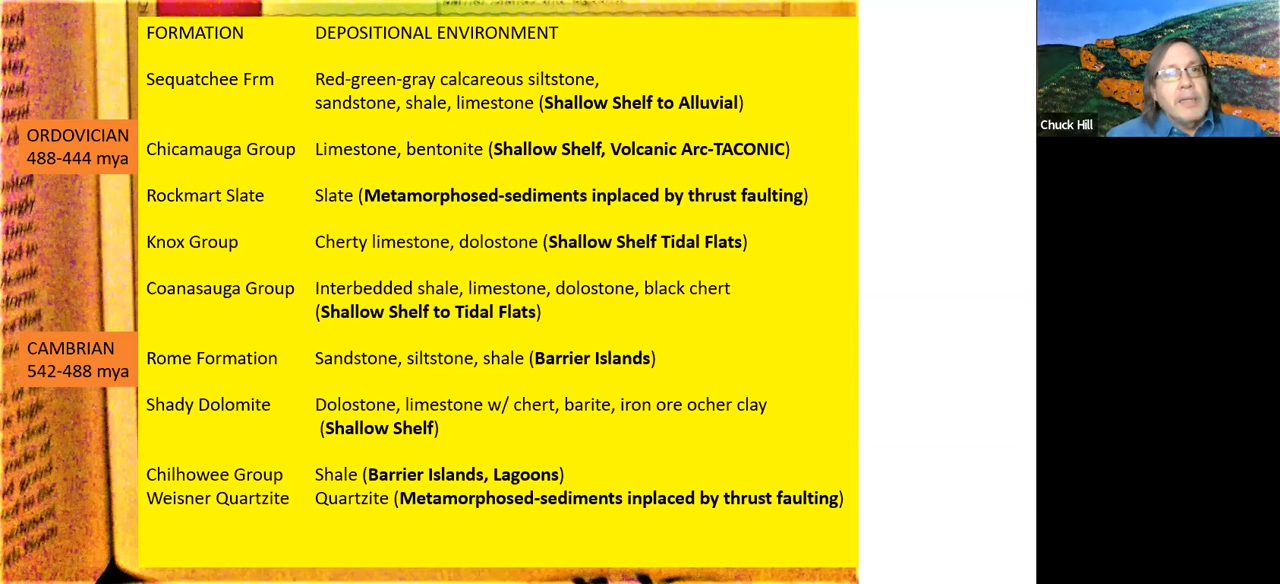 FORMATION DEPOSITIONAL ENVIRONMENT
Sequatchee Frm Red-green-gray calcareous siltstone,
sandstone, shale, limestone (Shallow Shelf to Alluvial)
ORDOVICIAN
488-444 mya
Chicamauga Group Limestone, bentonite (Shallow Shelf, Volcanic Arc-TACONIC)
Rockmart Slate Slate (Metamorphosed-sediments inplaced by thrust faulting)
Knox Group Cherty limestone, dolostone (Shallow Shelf Tidal Flats)
Coanasauga Group Interbedded shale, limestone, dolostone, black chert
(Shallow Shelf to Tidal Flats)
CAMBRIAN
542-488 mya
Rome Formation Sandstone, siltstone, shale (Barrier Islands)
Shady Dolomite Dolostone, limestone w/ chert, barite, iron ore ocher clay
(Shallow Shelf)
Chilhowee Group Shale (Barrier Islands, Lagoons)
Weisner Quartzite Quartzite (Metamorphosed-sediments inplaced by thrust faulting)
Chuck Hill